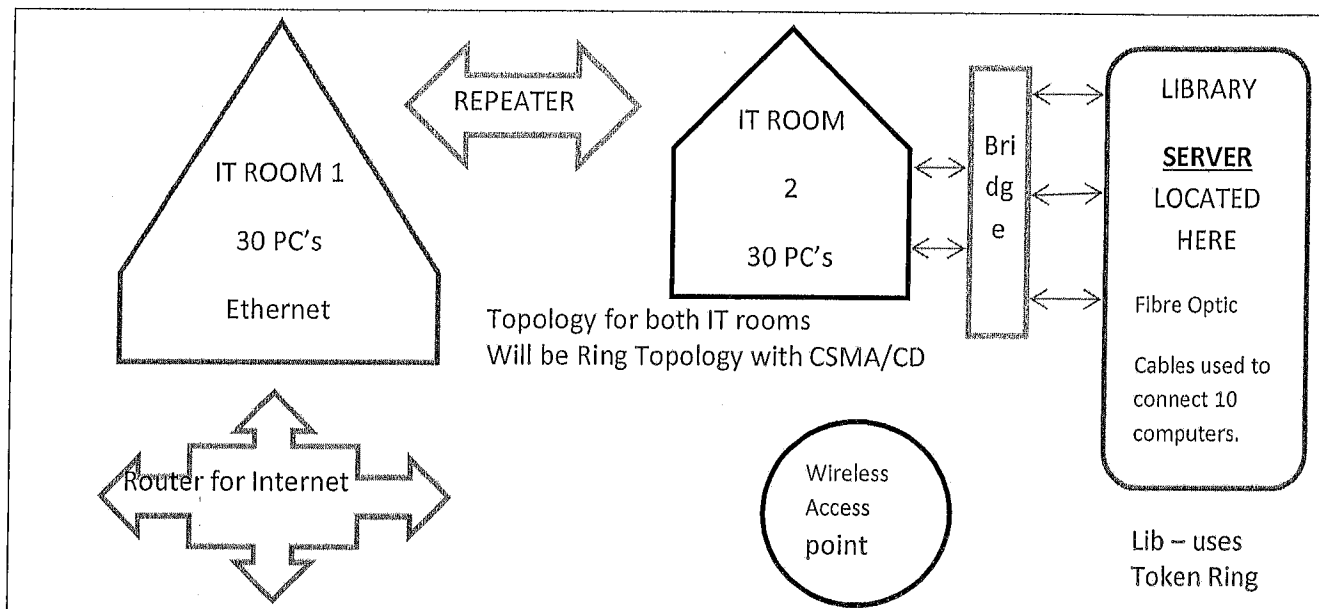 REPEATER
IT ROOM 1
30 PC's
Ethernet
IT ROOM
2
30 PC's
Bri
dg
e
LIBRARY
SERVER
LOCATED
HERE
Fibre Optic
Cables used to
connect 10
computers.
Topology for both IT rooms
Will be Ring Topology with CSMA/CD
Router for Internet
Wireless
Access
point
Lib – uses
Token Ring